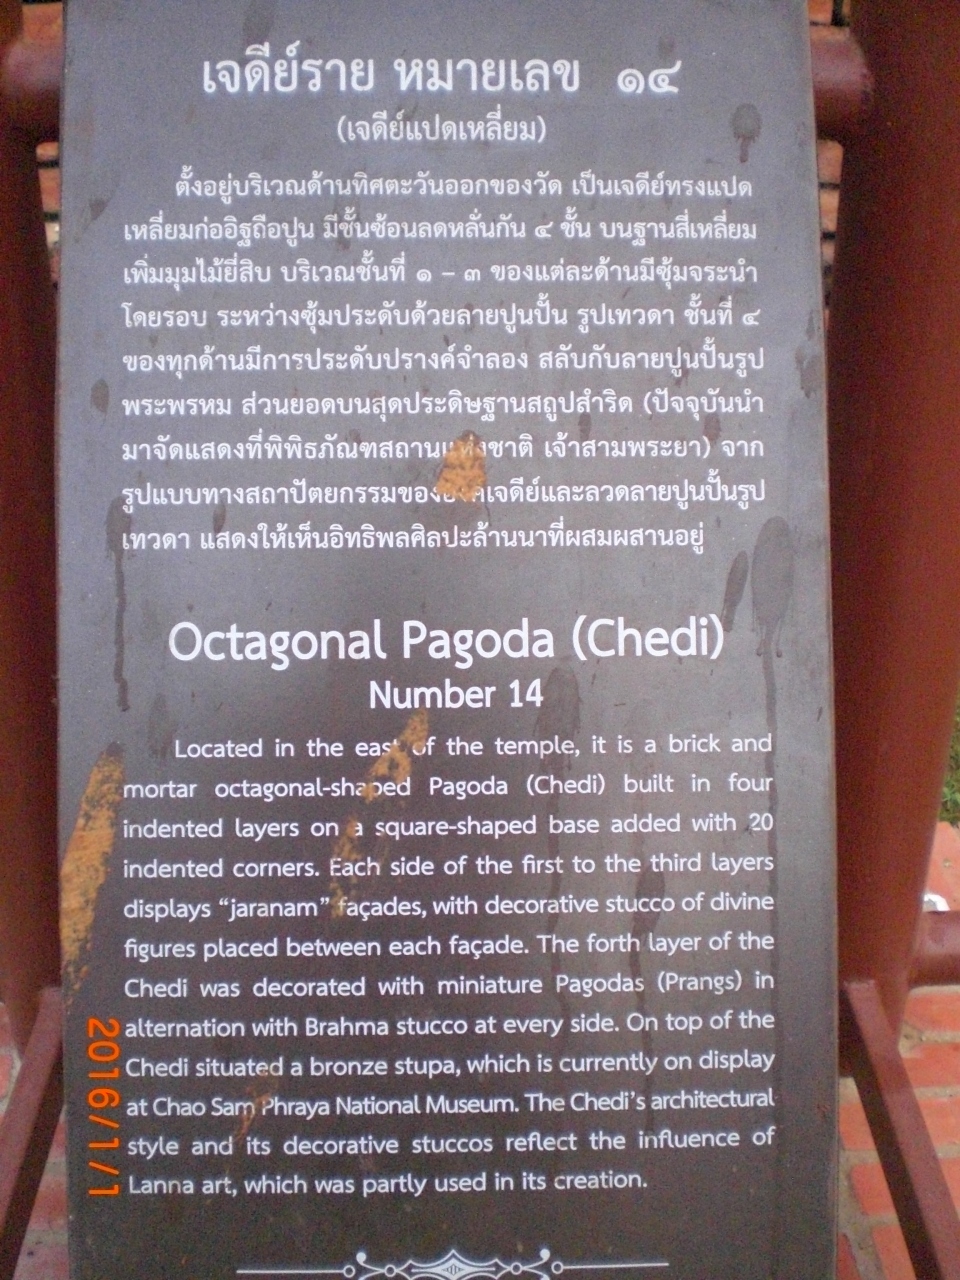 เจดีย์ราย หมายเลข ๑๔
(เจดีย์แปดเหลี่ยม)
ตั้งอยู่บริเวณด้านทิศตะวันออกของวัด เป็นเจดีย์ทรงแปด
เหลี่ยมก่ออิฐถือปูน มีชั้นซ้อนลดหลั่นกัน ๔ ชั้น บนฐานสี่เหลี่ยม
เพิ่มมุมไม้ยี่สิบ บริเวณชั้นที่ ๑ – ๓ ของแต่ละด้านมีซุ้มจระนำ
โดยรอบ ระหว่างซุ้มประดับด้วยลายปูนปั้น รูปเทวดา ชั้นที่ ๔
ของทุกด้านมีการประดับปรางค์จำลอง สลับกับลายปูนปั้นรูป
พระพรหม ส่วนยอดบนสุดประดิษฐานสถูปสำริด (ปัจจุบันนำ
มาจัดแสดงที่พิพิธภัณฑสถานแห่งชาติ เจ้าสามพระยา) จาก
รูปแบบทางสถาปัตยกรรมขององค์เจดีย์และลวดลายปูนปั้นรูป
เทวดา แสดงให้เห็นอิทธิพลศิลปะล้านนาที่ผสมผสานอยู่
Octagonal Pagoda (Chedi)
Number 14
Located in the east of the temple, it is a brick and
mortar octagonal-shaped Pagoda (Chedi) built in four
indented layers on a square-shaped base added with 20
indented corners. Each side of the first to the third layers
displays “jaranam” façades, with decorative stucco of divine
figures placed between each façade. The forth layer of the
Chedi was decorated with miniature Pagodas (Prangs) in
alternation with Brahma stucco at every side. On top of the
Chedi situated a bronze stupa, which is currently on display
at Chao Sam Phraya National Museum. The Chedi's architectural
style and its decorative stuccos reflect the influence of
Lanna art, which was partly used in its creation.
2016/1/1